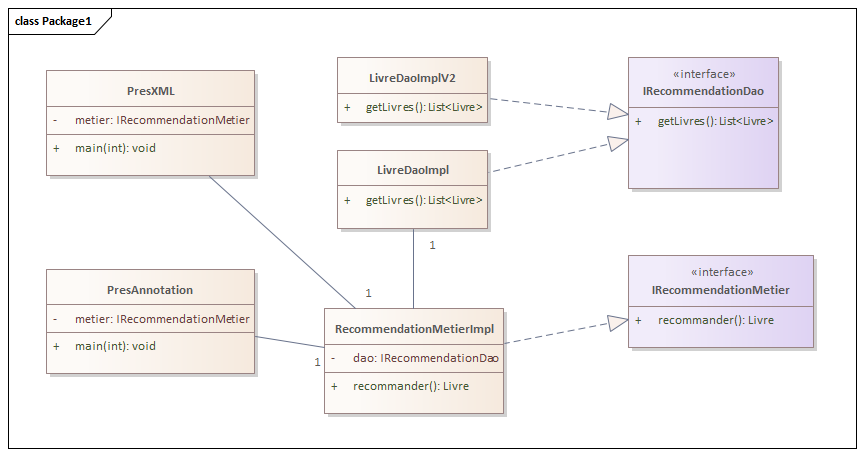 class Package1
PresXML
- metier: IRecommendationMetier
+ main(int): void
LivreDaoImplV2
+ getLivres(): List<Livre>
«interface»
IRecommendationDao
+ getLivres(): List<Livre>
LivreDaoImpl
+ getLivres(): List<Livre>
1
1
PresAnnotation
- metier: IRecommendationMetier
+ main(int): void
1
RecommendationMetierImpl
- dao: IRecommendationDao
+ recommander(): Livre
«interface»
IRecommendationMetier
+ recommander(): Livre